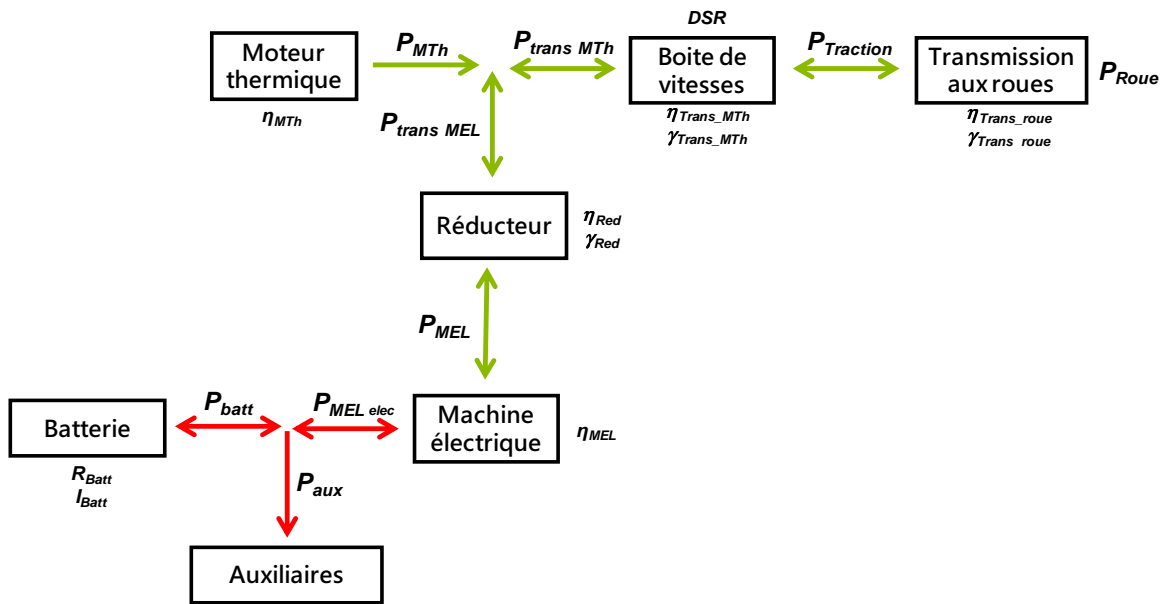 DSR
Moteur
thermique
P_MTh
P_trans MTh
Boite de
vitesses
P_Traction
Transmission
aux roues
P_Roue
η_MTh
η_Trans_MTh
γ_Trans_MTh
η_Trans_roue
γ_Trans roue
P_trans MEL
Réducteur
η_Red
γ_Red
P_MEL
Batterie
P_batt
P_MEL elec
Machine
électrique
η_MEL
R_Batt
I_Batt
P_aux
Auxiliaires